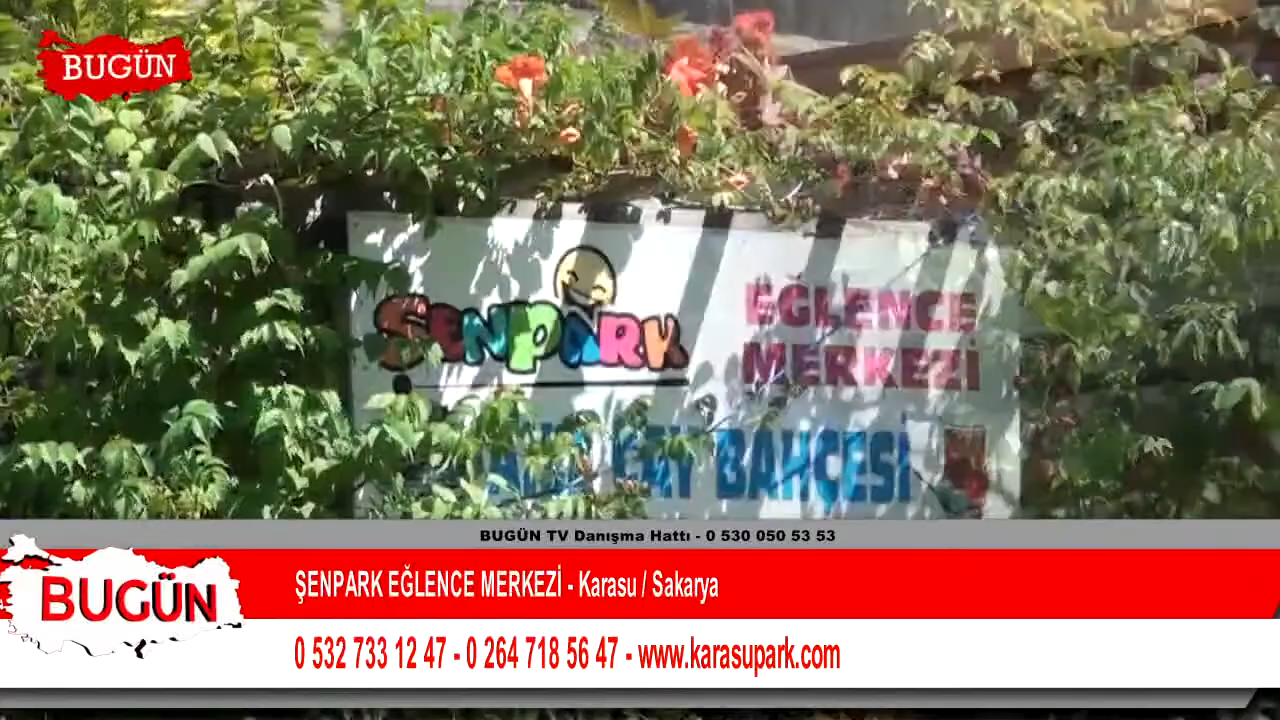 BUGÜN
ŞENPARK
EĞLENCE
MERKEZİ
ÇAY BAHÇESİ
BUGÜN TV Danışma Hattı - 0 530 050 53 53
BUGÜN
ŞENPARK EĞLENCE MERKEZİ - Karasu / Sakarya
0 532 733 12 47 - 0 264 718 56 47 - www.karasupark.com